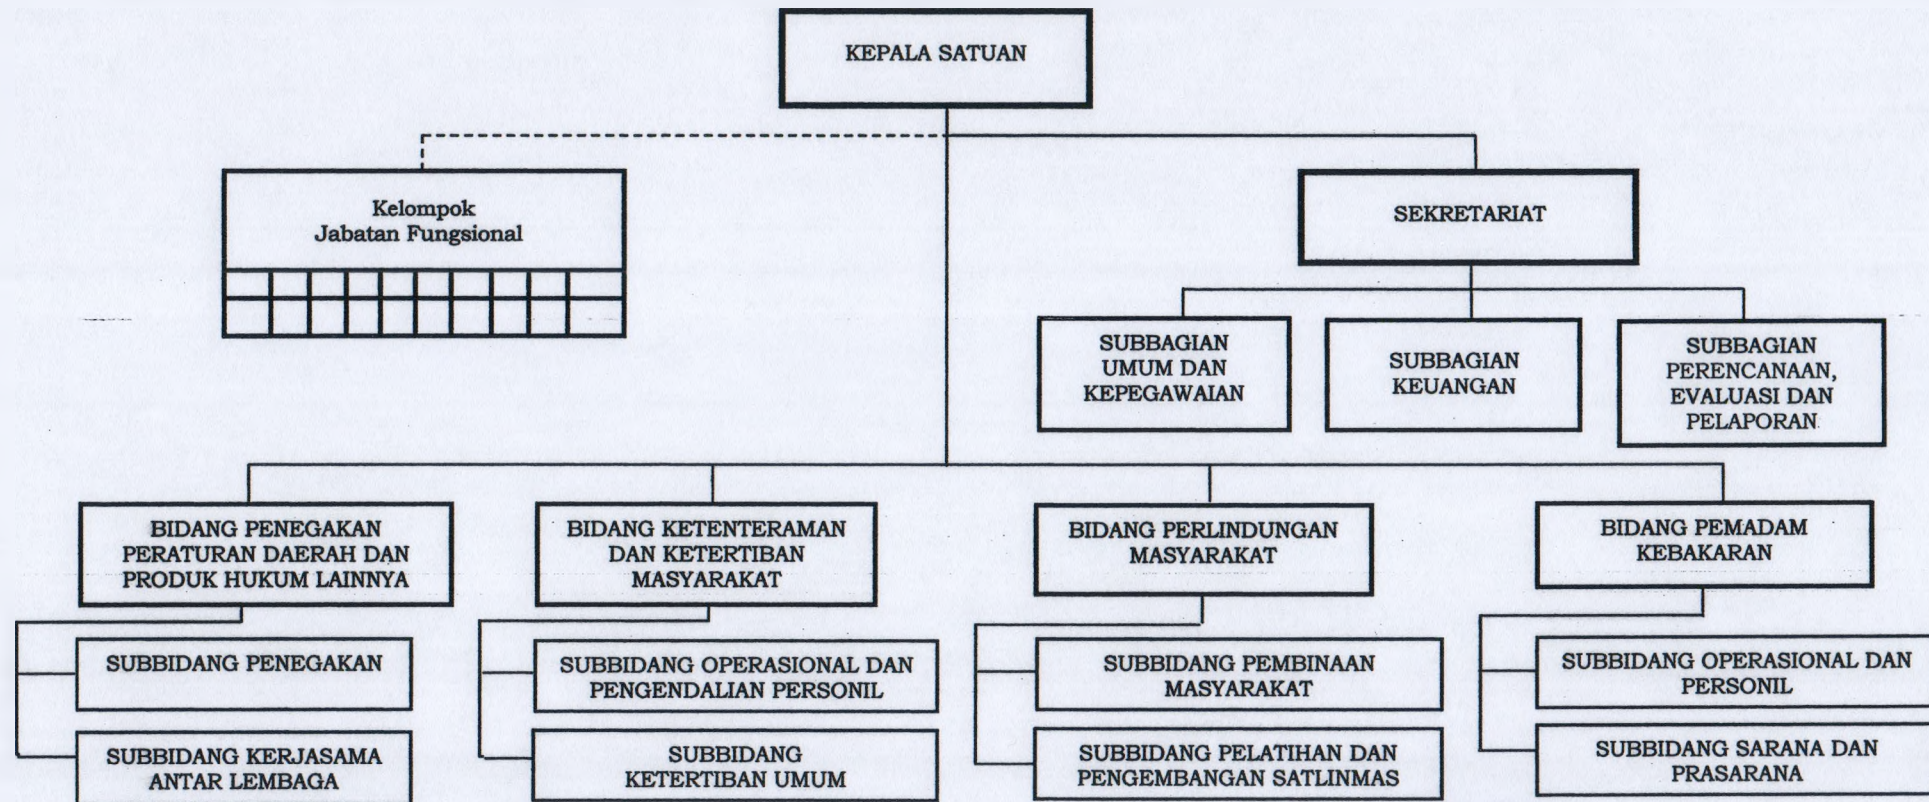 KEPALA SATUAN
Kelompok
Jabatan Fungsional
SEKRETARIAT
SUBBAGIAN
UMUM DAN
KEPEGAWAIAN
SUBBAGIAN
KEUANGAN
SUBBAGIAN
PERENCANAAN,
EVALUASI DAN
PELAPORAN
BIDANG PENEGAKAN
PERATURAN DAERAH DAN
PRODUK HUKUM LAINNYA
BIDANG KETENTERAMAN
DAN KETERTIBAN
MASYARAKAT
BIDANG PERLINDUNGAN
MASYARAKAT
BIDANG PEMADAM
KEBAKARAN
SUBBIDANG PENEGAKAN
SUBBIDANG OPERASIONAL DAN
PENGENDALIAN PERSONIL
SUBBIDANG PEMBINAAN
MASYARAKAT
SUBBIDANG OPERASIONAL DAN
PERSONIL
SUBBIDANG KERJASAMA
ANTAR LEMBAGA
SUBBIDANG
KETERTIBAN UMUM
SUBBIDANG PELATIHAN DAN
PENGEMBANGAN SATLINMAS
SUBBIDANG SARANA DAN
PRASARANA